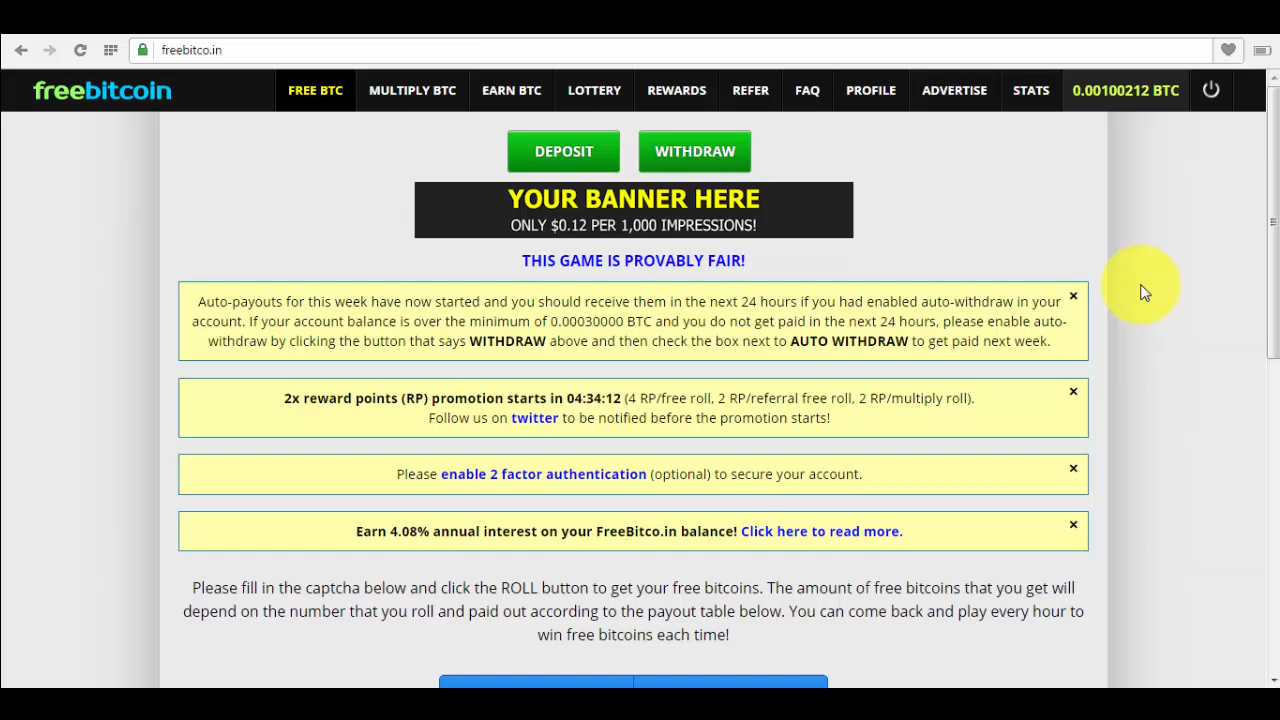 freebitco.in
freebitcoin FREE BTC MULTIPLY BTC EARN BTC LOTTERY REWARDS REFER FAQ PROFILE ADVERTISE STATS 0.00100212 BTC
DEPOSIT WITHDRAW
YOUR BANNER HERE
ONLY $0.12 PER 1,000 IMPRESSIONS!
THIS GAME IS PROVABLY FAIR!
Auto-payouts for this week have now started and you should receive them in the next 24 hours if you had enabled auto-withdraw in your
account. If your account balance is over the minimum of 0.00030000 BTC and you do not get paid in the next 24 hours, please enable auto-
withdraw by clicking the button that says WITHDRAW above and then check the box next to AUTO WITHDRAW to get paid next week.
2x reward points (RP) promotion starts in 04:34:12 (4 RP/free roll, 2 RP/referral free roll, 2 RP/multiply roll).
Follow us on twitter to be notified before the promotion starts!
Please enable 2 factor authentication (optional) to secure your account.
Earn 4.08% annual interest on your FreeBitco.in balance! Click here to read more.
Please fill in the captcha below and click the ROLL button to get your free bitcoins. The amount of free bitcoins that you get will
depend on the number that you roll and paid out according to the payout table below. You can come back and play every hour to
win free bitcoins each time!